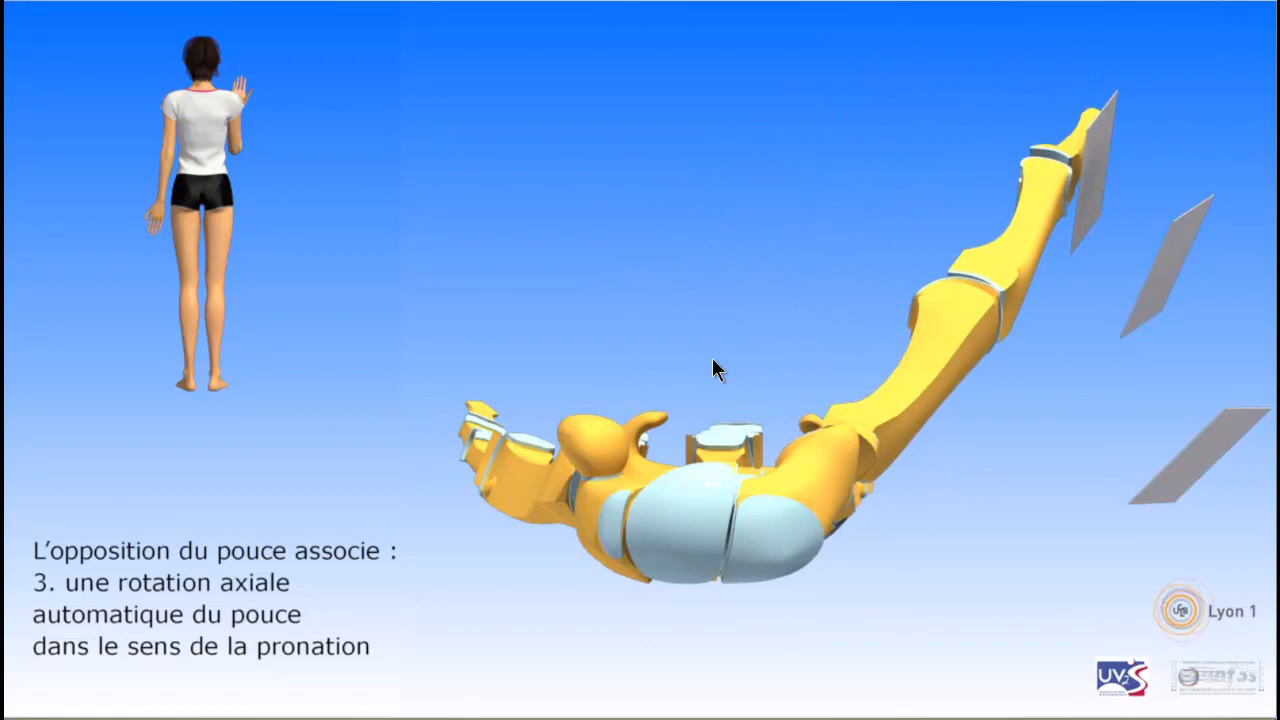 L’opposition du pouce associe :
3. une rotation axiale
automatique du pouce
dans le sens de la pronation
Lyon 1
UV2S